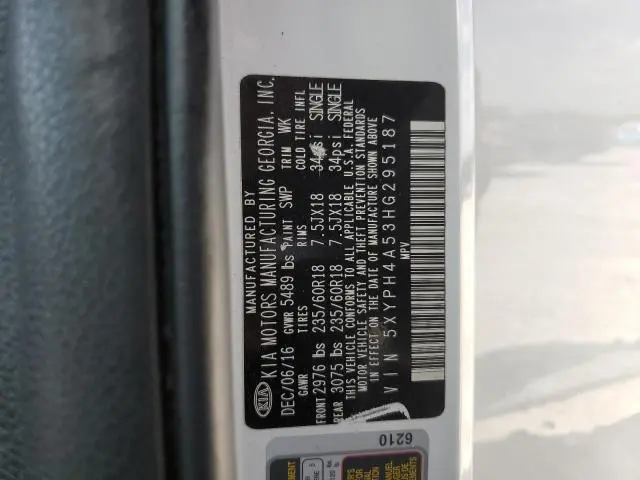 KIA
MANUFACTURED BY
KIA MOTORS MANUFACTURING GEORGIA, INC.
DEC/06/16 GVWR 5489 lbs PAINT SWP TRIM WK
GAWR TIRES RIMS COLD TIRE INFL
FRONT 2976 lbs 235/60R18 7.5JX18 34psi SINGLE
REAR 3075 lbs 235/60R18 7.5JX18 34psi SINGLE
THIS VEHICLE CONFORMS TO ALL APPLICABLE U.S.A. FEDERAL
MOTOR VEHICLE SAFETY AND THEFT PREVENTION STANDARDS
IN EFFECT ON THE DATE OF MANUFACTURE SHOWN ABOVE
VIN 5XYPH4A53HG295187
MPV
6210